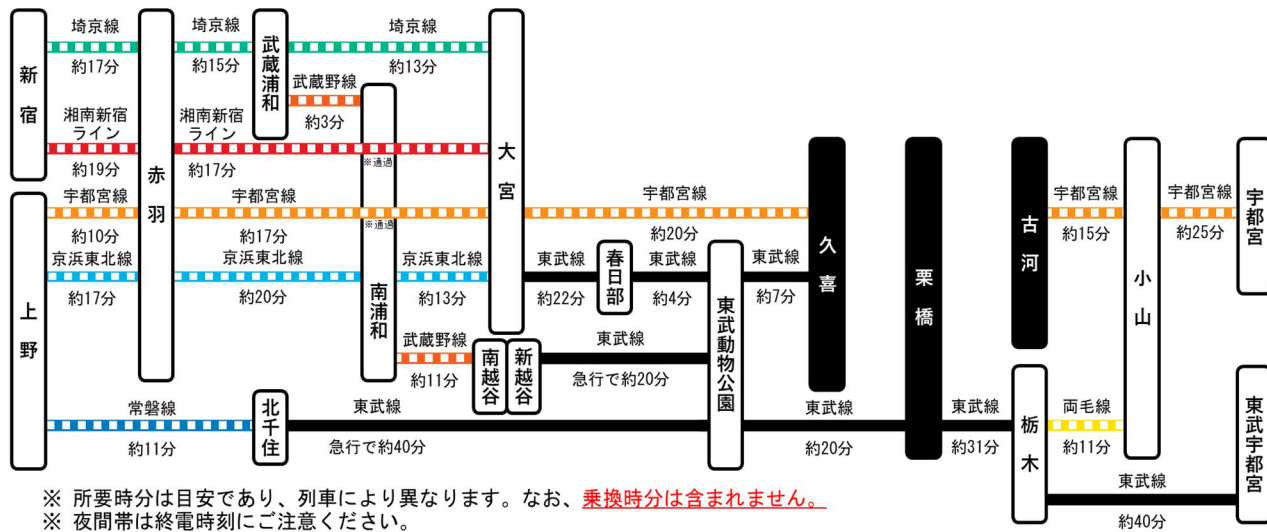 埼京線
埼京線
埼京線
約17分
約15分
約13分
新宿
武蔵浦和
武蔵野線
約3分
湘南新宿
ライン
湘南新宿
ライン
約19分
約17分
※通過
赤羽
大宮
宇都宮線
宇都宮線
宇都宮線
宇都宮線
宇都宮線
約10分
約17分
※通過
約20分
約15分
約25分
久喜
栗橋
古河
小山
宇都宮
京浜東北線
京浜東北線
京浜東北線
東武線
東武線
東武線
約17分
約20分
約13分
約22分
春日部
約4分
約7分
上野
南浦和
東武動物公園
武蔵野線
約11分
南越谷
新越谷
東武線
急行で約20分
常磐線
約11分
北千住
東武線
急行で約40分
東武線
約20分
東武線
約31分
栃木
両毛線
約11分
東武宇都宮
東武線
約40分
※ 所要時分は目安であり、列車により異なります。なお、乗換時分は含まれません。
※ 夜間帯は終電時刻にご注意ください。